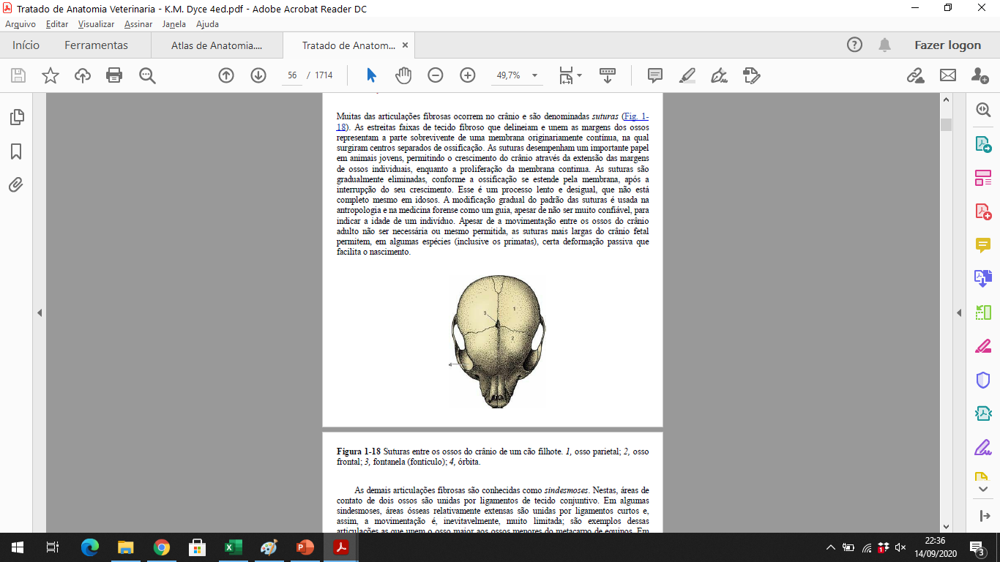 Tratado de Anatomia Veterinaria - K.M. Dyce 4ed.pdf - Adobe Acrobat Reader DC
Arquivo Editar Visualizar Assinar Janela Ajuda
Início Ferramentas Atlas de Anatomia.... Tratado de Anatom... × Fazer logon
56 / 1714 49,7%
Muitas das articulações fibrosas ocorrem no crânio e são denominadas suturas (Fig. 1-
18). As estreitas faixas de tecido fibroso que delineiam e unem as margens dos ossos
representam a parte sobrevivente de uma membrana originariamente contínua, na qual
surgiram centros separados de ossificação. As suturas desempenham um importante papel
em animais jovens, permitindo o crescimento do crânio através da extensão das margens
de ossos individuais, enquanto a proliferação da membrana continua. As suturas são
gradualmente eliminadas, conforme a ossificação se estende pela membrana, após a
interrupção do seu crescimento. Esse é um processo lento e desigual, que não está
completo mesmo em idosos. A modificação gradual do padrão das suturas é usada na
antropologia e na medicina forense como um guia, apesar de não ser muito confiável, para
indicar a idade de um indivíduo. Apesar de a movimentação entre os ossos do crânio
adulto não ser necessária ou mesmo permitida, as suturas mais largas do crânio fetal
permitem, em algumas espécies (inclusive os primatas), certa deformação passiva que
facilita o nascimento.
1
3
2
4
Figura 1-18 Suturas entre os ossos do crânio de um cão filhote. 1, osso parietal; 2, osso
frontal; 3, fontanela (fontículo); 4, órbita.
As demais articulações fibrosas são conhecidas como sindesmoses. Nestas, áreas de
contato de dois ossos são unidas por ligamentos de tecido conjuntivo. Em algumas
sindesmoses, áreas ósseas relativamente extensas são unidas por ligamentos curtos e,
assim, a movimentação é, inevitavelmente, muito limitada; são exemplos dessas
articulações as que unem o osso maior aos ossos menores do metacarpo de equinos. Em
22:36
14/09/2020
3